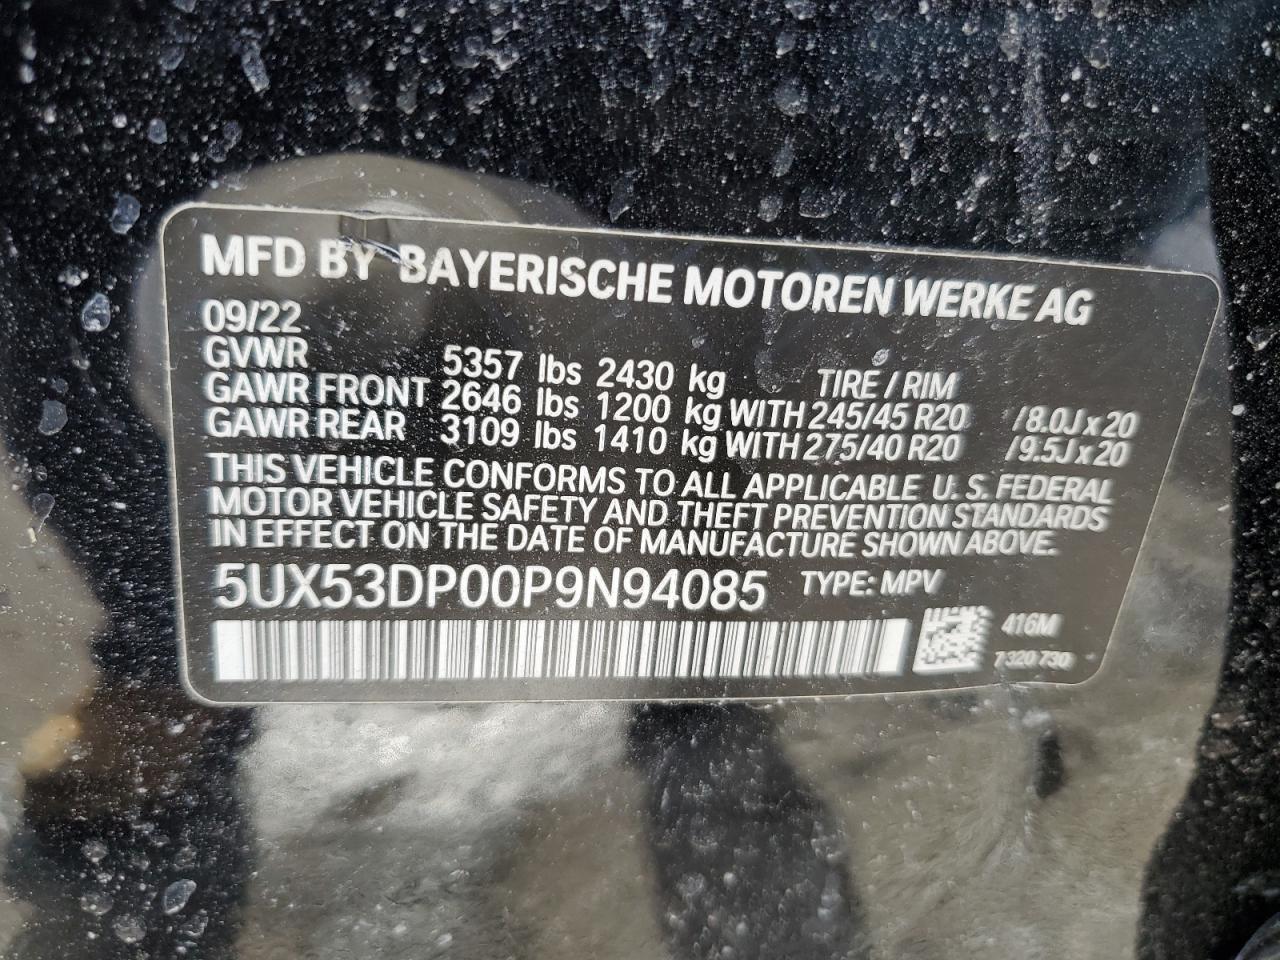 MFD BY BAYERISCHE MOTOREN WERKE AG
09/22
GVWR 5357 lbs 2430 kg TIRE / RIM
GAWR FRONT 2646 lbs 1200 kg WITH 245/45 R20 /8.0J x 20
GAWR REAR 3109 lbs 1410 kg WITH 275/40 R20 /9.5J x 20
THIS VEHICLE CONFORMS TO ALL APPLICABLE U.S. FEDERAL
MOTOR VEHICLE SAFETY AND THEFT PREVENTION STANDARDS
IN EFFECT ON THE DATE OF MANUFACTURE SHOWN ABOVE.
5UX53DP00P9N94085 TYPE: MPV
416M
7320730